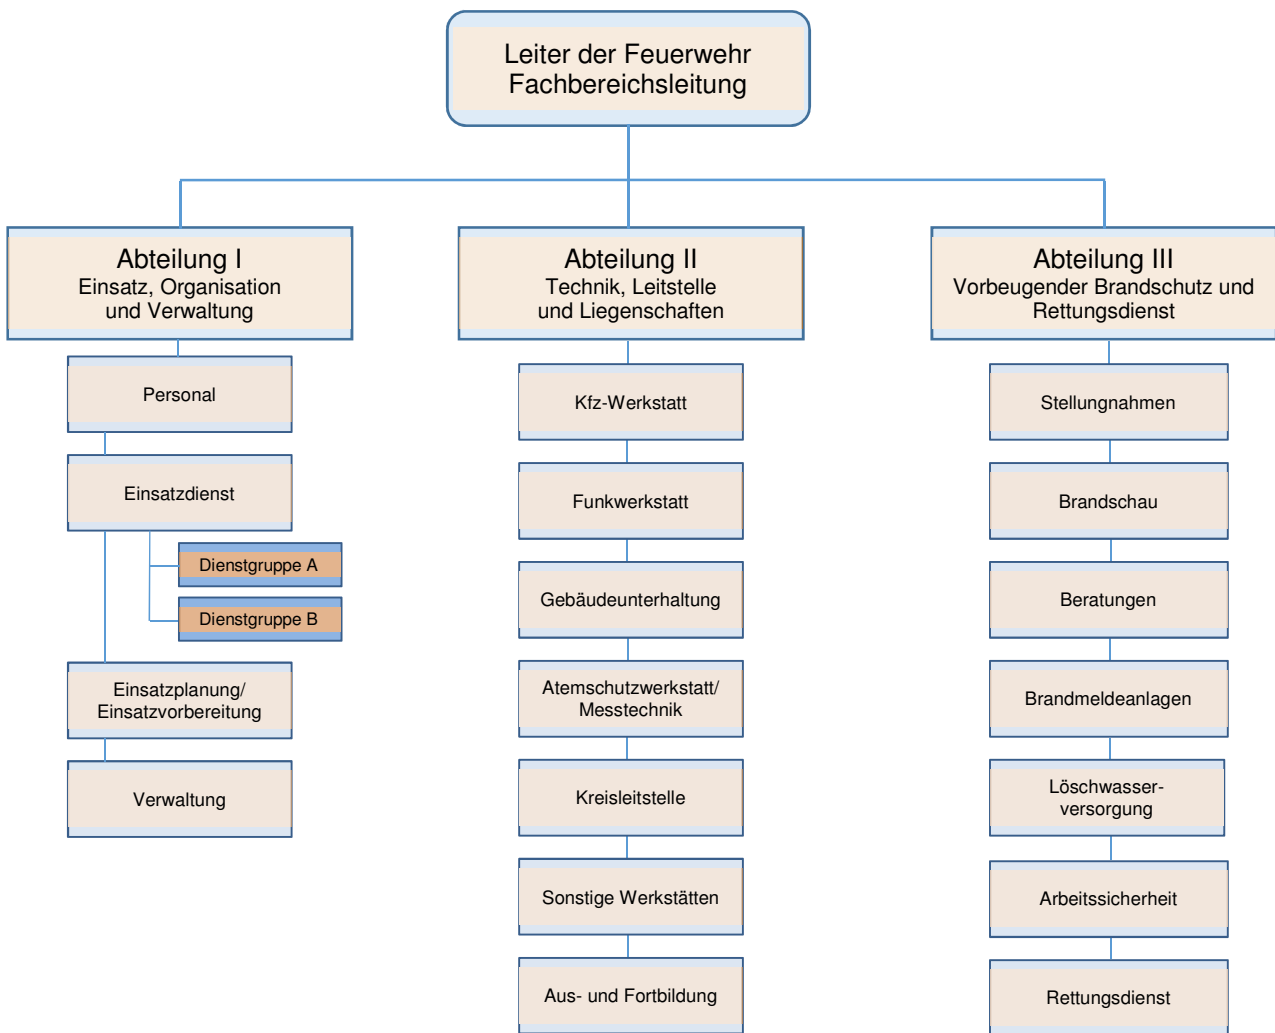 Leiter der Feuerwehr
Fachbereichsleitung
Abteilung I
Einsatz, Organisation
und Verwaltung
Personal
Einsatzdienst
Dienstgruppe A
Dienstgruppe B
Einsatzplanung/
Einsatzvorbereitung
Verwaltung
Abteilung II
Technik, Leitstelle
und Liegenschaften
Kfz-Werkstatt
Funkwerkstatt
Gebäudeunterhaltung
Atemschutzwerkstatt/
Messtechnik
Kreisleitstelle
Sonstige Werkstätten
Aus- und Fortbildung
Abteilung III
Vorbeugender Brandschutz und
Rettungsdienst
Stellungnahmen
Brandschau
Beratungen
Brandmeldeanlagen
Löschwasser-
versorgung
Arbeitssicherheit
Rettungsdienst